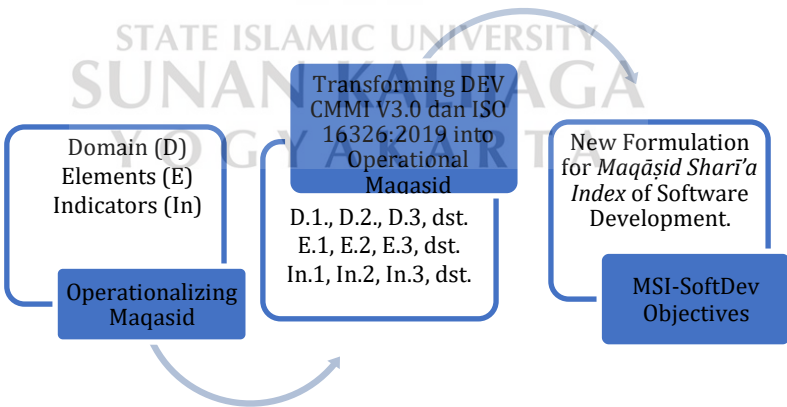 STATE ISLAMIC UNIVERSITY
SUNAN KALIJAGA
YOGYAKARTA
Domain (D)
Elements (E)
Indicators (In)
Operationalizing
Maqasid
Transforming DEV
CMMI V3.0 dan ISO
16326:2019 into
Operational
Maqasid
D.1., D.2., D.3, dst.
E.1, E.2, E.3, dst.
In.1, In.2, In.3, dst.
New Formulation
for Maqāṣid Sharī'a
Index of Software
Development.
MSI-SoftDev
Objectives